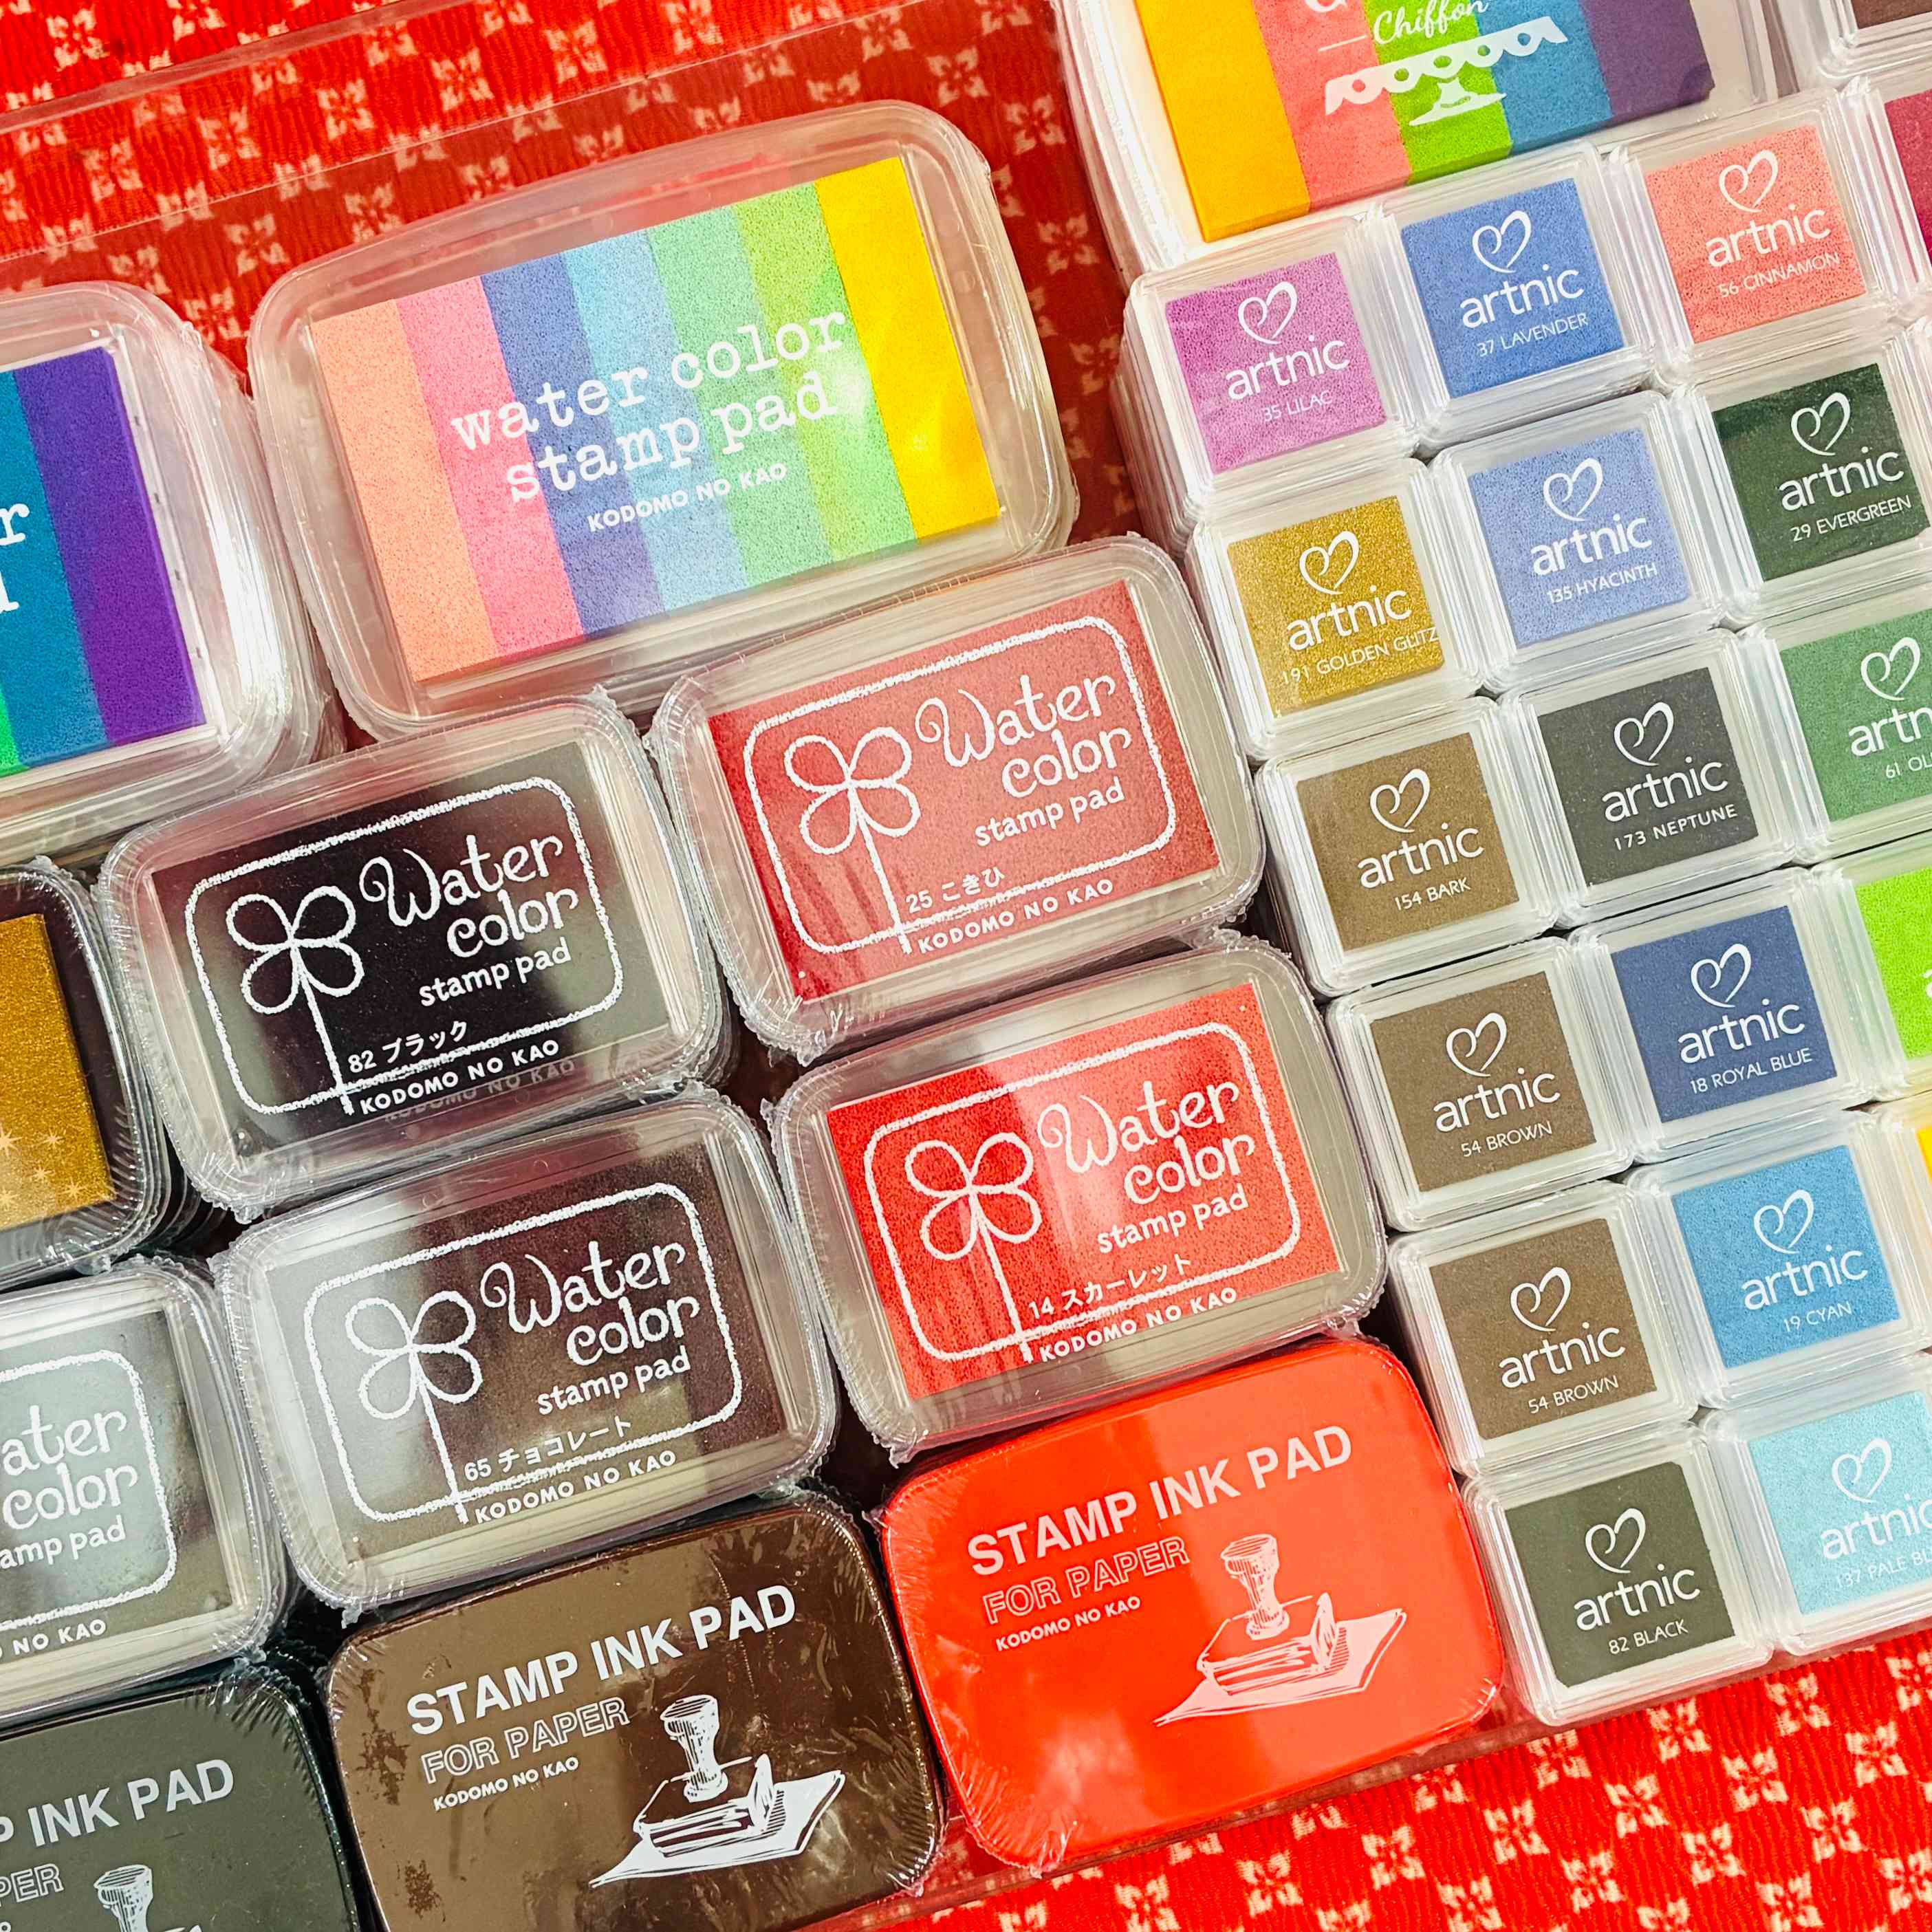 Chiffon
water color
stamp pad
KODOMO NO KAO
artnic
35 LILAC
artnic
37 LAVENDER
artnic
56 CINNAMON
artnic
191 GOLDEN GLITZ
artnic
135 HYACINTH
artnic
29 EVERGREEN
Water
color
stamp pad
25 こきひ
KODOMO NO KAO
Water
color
stamp pad
82 ブラック
KODOMO NO KAO
artnic
154 BARK
artnic
173 NEPTUNE
61
artnic
54 BROWN
artnic
18 ROYAL BLUE
Water
color
stamp pad
14 スカーレット
KODOMO NO KAO
Water
color
stamp pad
65 チョコレート
KODOMO NO KAO
color
pad
NO KAO
artnic
54 BROWN
artnic
19 CYAN
artnic
82 BLACK
137 PALE
STAMP INK PAD
FOR PAPER
KODOMO NO KAO
STAMP INK PAD
FOR PAPER
KODOMO NO KAO
INK PAD